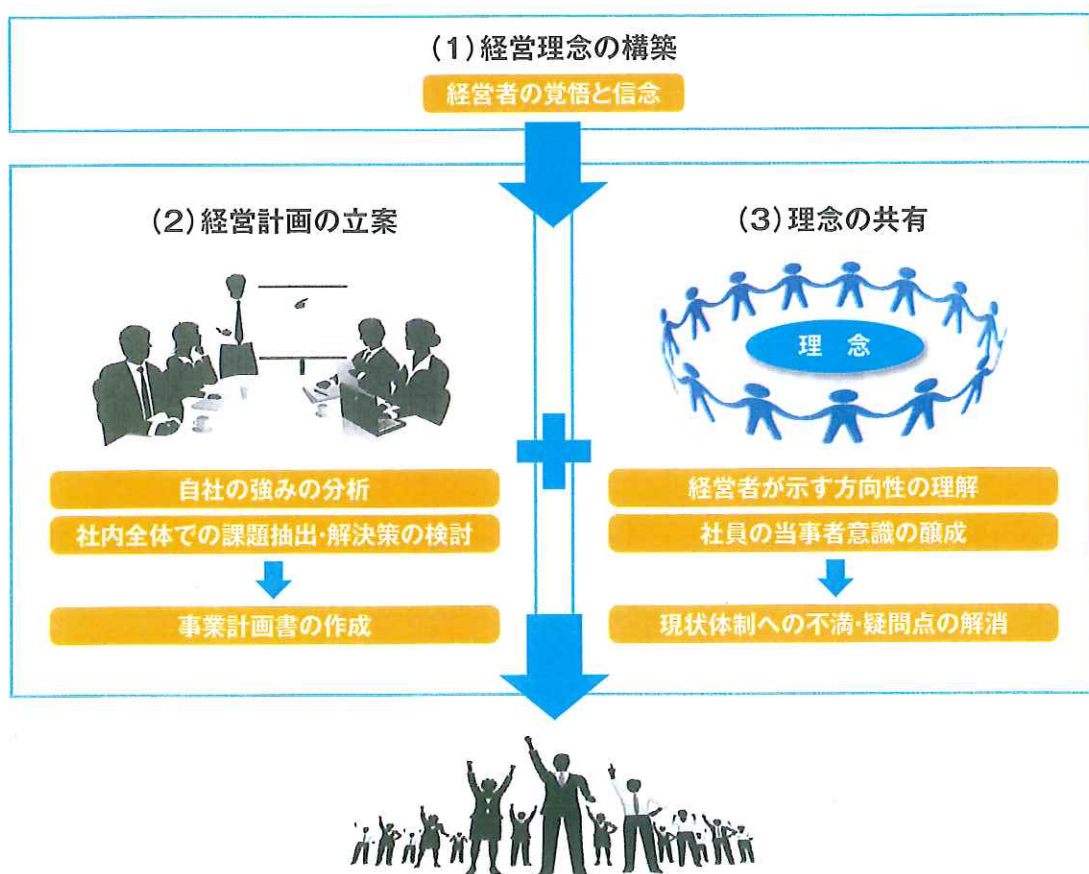 (1)経営理念の構築
経営者の覚悟と信念
(2)経営計画の立案
自社の強みの分析
社内全体での課題抽出・解決策の検討
事業計画書の作成
(3)理念の共有
理 念
経営者が示す方向性の理解
社員の当事者意識の醸成
現状体制への不満・疑問点の解消